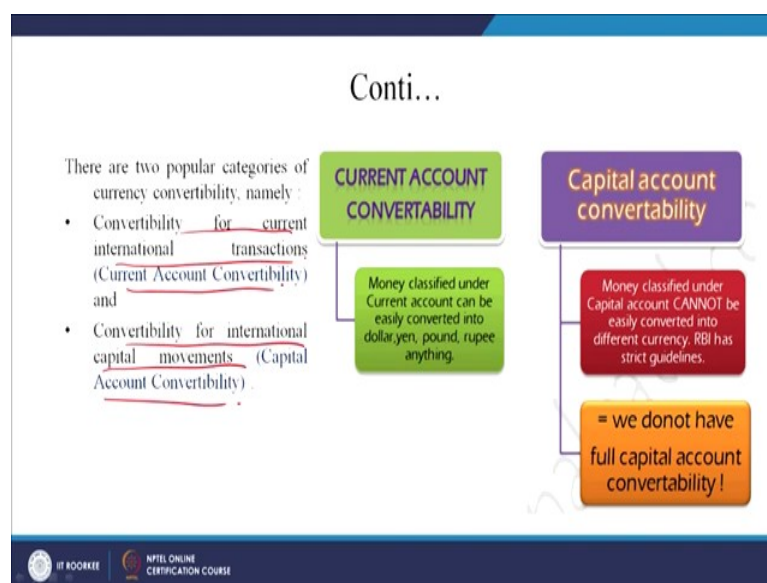 Conti...
There are two popular categories of
currency convertibility, namely :
• Convertibility for current
international transactions
(Current Account Convertibility)
and
• Convertibility for international
capital movements (Capital
Account Convertibility) .
CURRENT ACCOUNT
CONVERTABILITY
Money classified under
Current account can be
easily converted into
dollar,yen, pound, rupee
anything.
Capital account
convertability
Money classified under
Capital account CANNOT be
easily converted into
different currency. RBI has
strict guidelines.
= we donot have
full capital account
convertability !
IIT ROORKEE
NPTEL ONLINE
CERTIFICATION COURSE